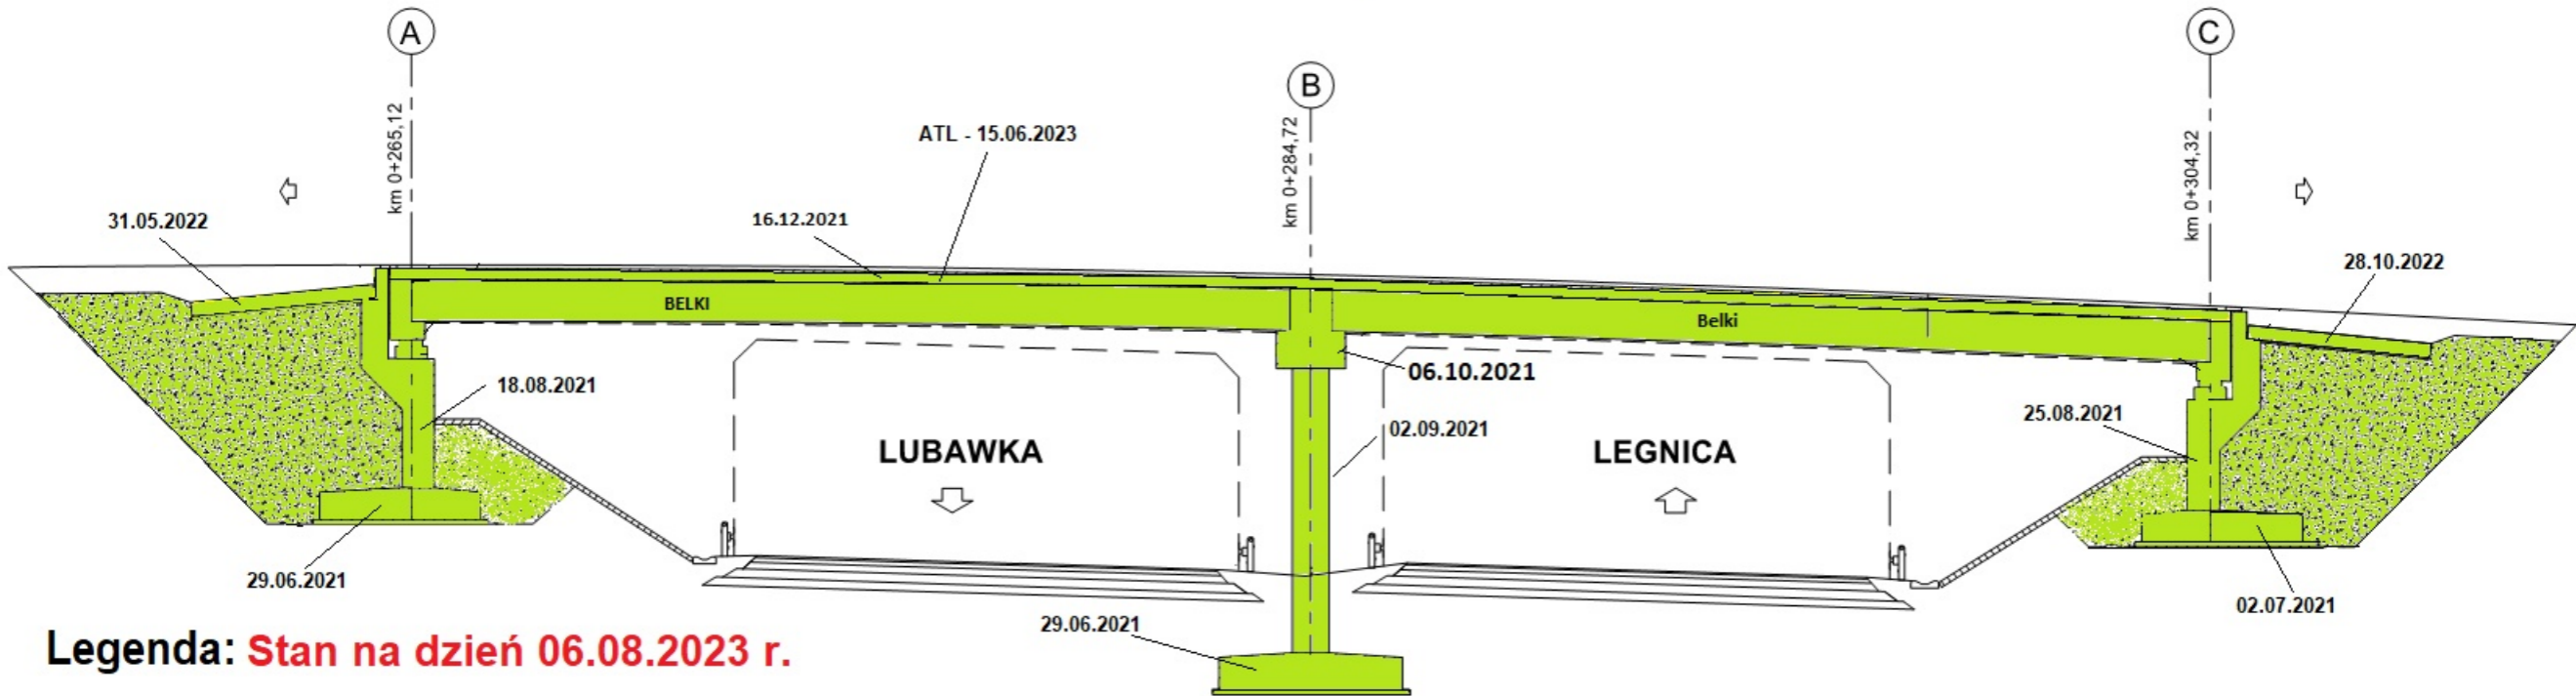 A
B
C
km 0+265,12
km 0+284,72
km 0+304,32
ATL - 15.06.2023
31.05.2022
16.12.2021
28.10.2022
BELKI
Belki
06.10.2021
18.08.2021
25.08.2021
02.09.2021
LUBAWKA
LEGNICA
29.06.2021
02.07.2021
29.06.2021
Legenda: Stan na dzień 06.08.2023 r.